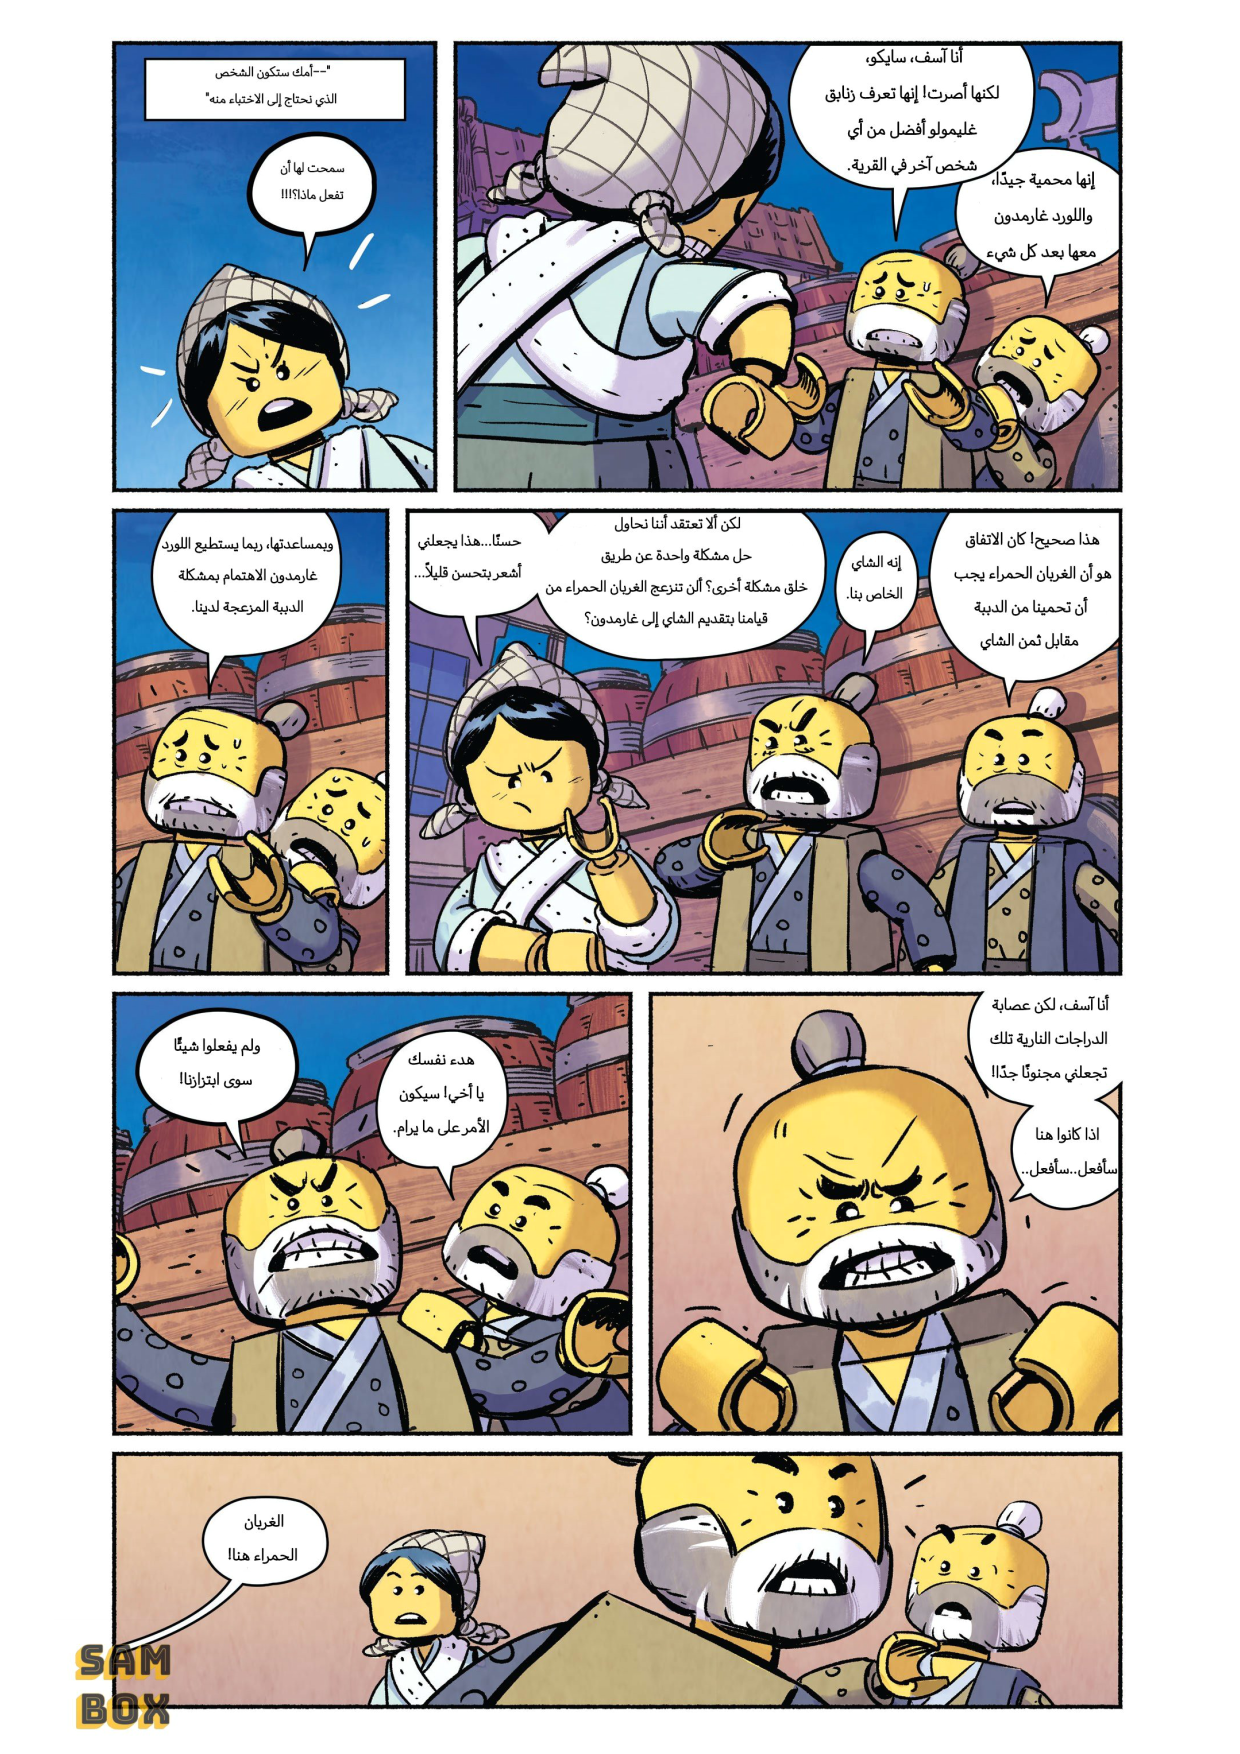 "--أمك ستكون الشخص
الذي نحتاج إلى الاختباء منه"
سمحت لها أن
تفعل ماذا؟!!!
أنا آسف، سايكو،
لكنها أصرت! إنها تعرف زنابق
غليمولو أفضل من أي
شخص آخر في القرية.
إنها محمية جيدًا،
واللورد غارمدون
معها بعد كل شيء
وبمساعدتها، ربما يستطيع اللورد
غارمدون الاهتمام بمشكلة
الدببة المزعجة لدينا.
حسنًا...هذا يجعلني
أشعر بتحسن قليلاً...
لكن ألا تعتقد أننا نحاول
حل مشكلة واحدة عن طريق
خلق مشكلة أخرى؟ ألن تنزعج الغربان الحمراء من
قيامنا بتقديم الشاي إلى غارمدون؟
إنه الشاي
الخاص بنا.
هذا صحيح! كان الاتفاق
هو أن الغربان الحمراء يجب
أن تحمينا من الدببة
مقابل ثمن الشاي
ولم يفعلوا شيئًا
سوى ابتزازنا!
هدء نفسك
يا أخي! سيكون
الأمر على ما يرام.
أنا آسف، لكن عصابة
الدراجات النارية تلك
تجعلني مجنونًا جدًا!
اذا كانوا هنا
سأفعل..سأفعل..
الغربان
الحمراء هنا!
SAM
BOX